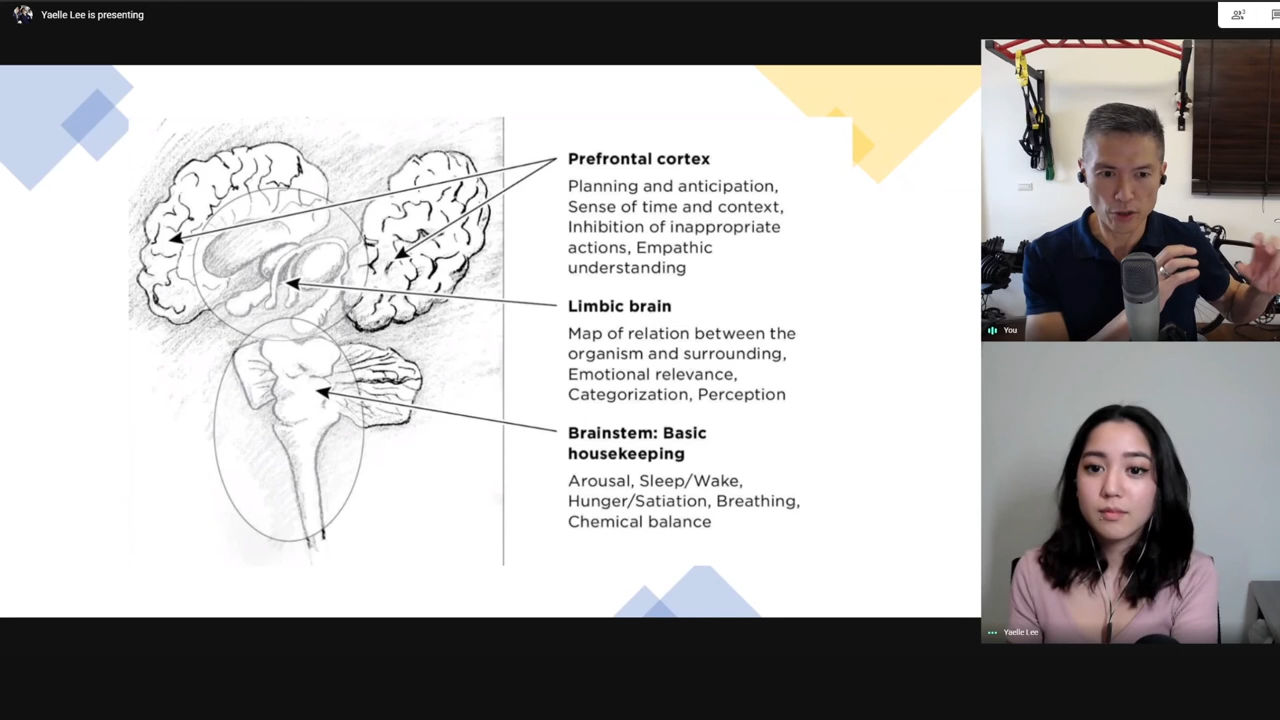 Yaelle Lee is presenting
3
Prefrontal cortex
Planning and anticipation,
Sense of time and context,
Inhibition of inappropriate
actions, Empathic
understanding
Limbic brain
Map of relation between the
organism and surrounding,
Emotional relevance,
Categorization, Perception
Brainstem: Basic
housekeeping
Arousal, Sleep/Wake,
Hunger/Satiation, Breathing,
Chemical balance
You
Yaelle Lee